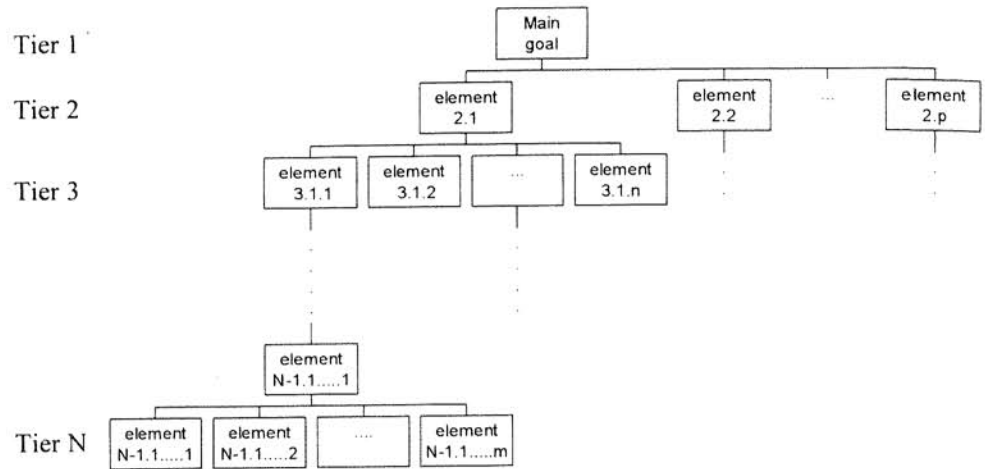 Tier 1
Main
goal
Tier 2
element
2.1
element
2.2
...
element
2.p
Tier 3
element
3.1.1
element
3.1.2
...
element
3.1.n
element
N-1.1.....1
Tier N
element
N-1.1.....1
element
N-1.1.....2
....
element
N-1.1.....m